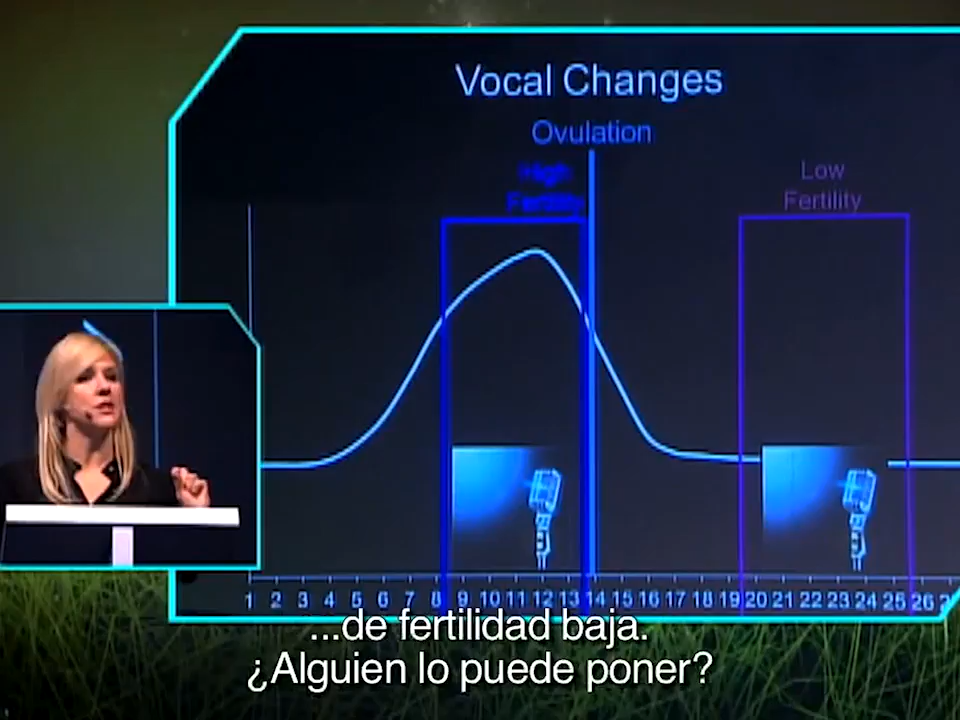 Vocal Changes
Ovulation
High
Fertility
Low
Fertility
1 2 3 4 5 6 7 8 9 10 11 12 13 14 15 16 17 18 19 20 21 22 23 24 25 26
...de fertilidad baja.
¿Alguien lo puede poner?